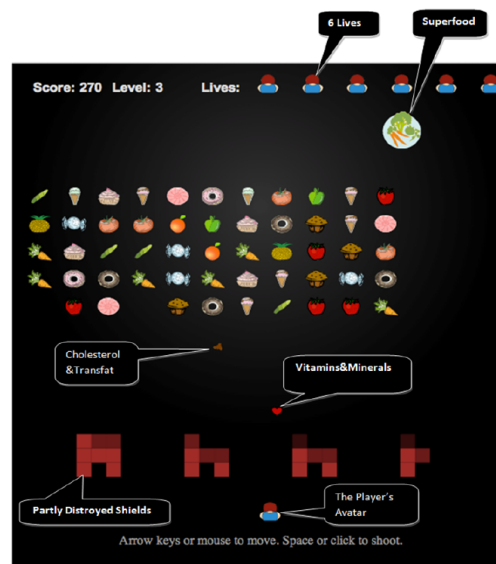 6 Lives
Superfood
Score: 270 Level: 3 Lives:
Cholesterol
&Transfat
Vitamins&Minerals
Partly Distroyed Shields
The Player's
Avatar
Arrow keys or mouse to move. Space or click to shoot.